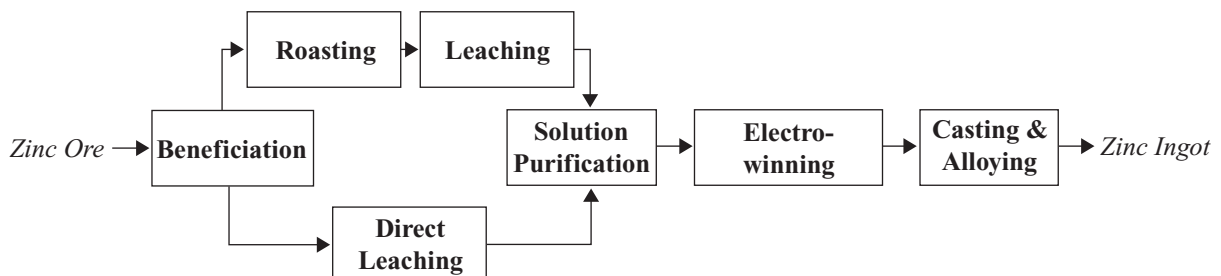 Zinc Ore
Beneficiation
Roasting
Leaching
Direct
Leaching
Solution
Purification
Electro-
winning
Casting &
Alloying
Zinc Ingot